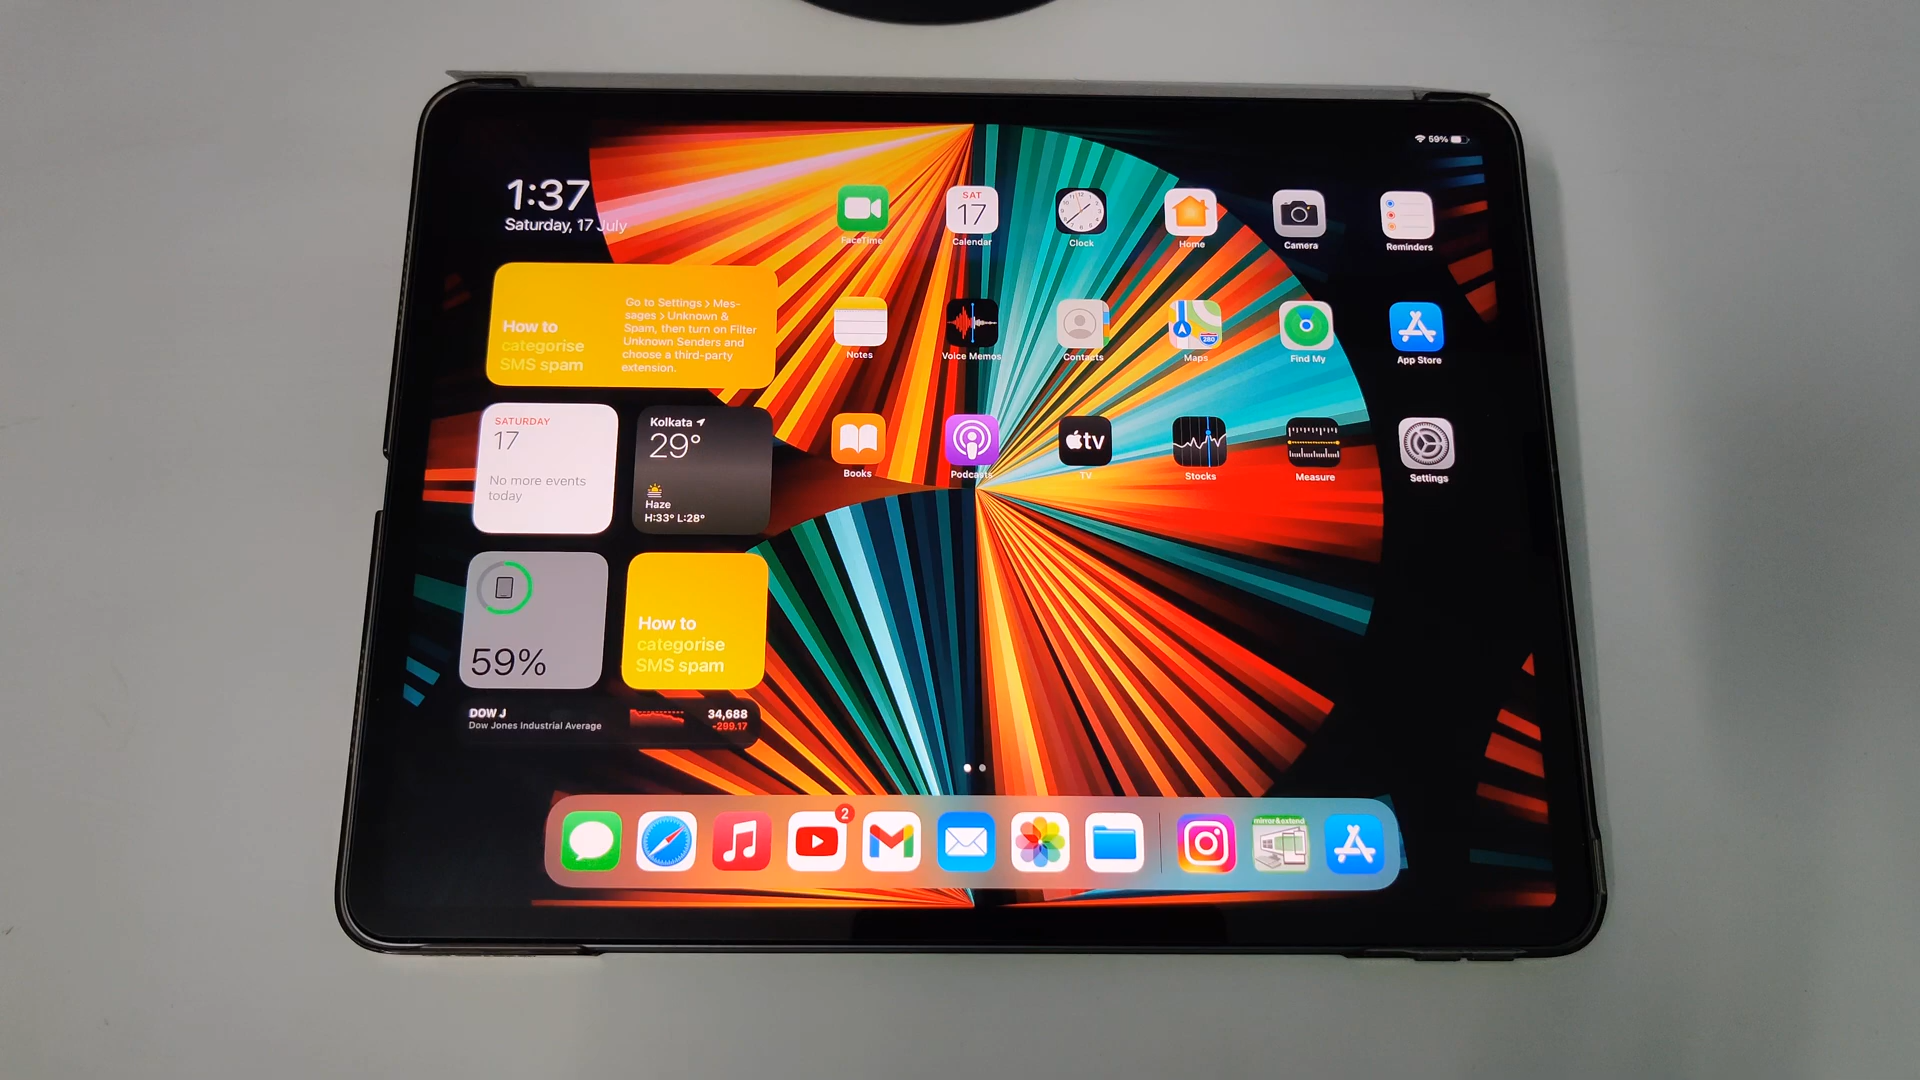 59%
1:37
Saturday, 17 July
FaceTime
SAT
17
Calendar
Clock
Home
Camera
Reminders
How to
categorise
SMS spam
Go to Settings > Mes-
sages > Unknown &
Spam, then turn on Filter
Unknown Senders and
choose a third-party
extension.
Notes
Voice Memos
Contacts
280
Maps
Find My
App Store
SATURDAY
17
No more events
today
Kolkata
29°
Haze
H:33° L:28°
Books
Podcasts
tv
TV
Stocks
Measure
Settings
59%
How to
categorise
SMS spam
DOW J
Dow Jones Industrial Average
34,688
-299.17
2
mirror&extend